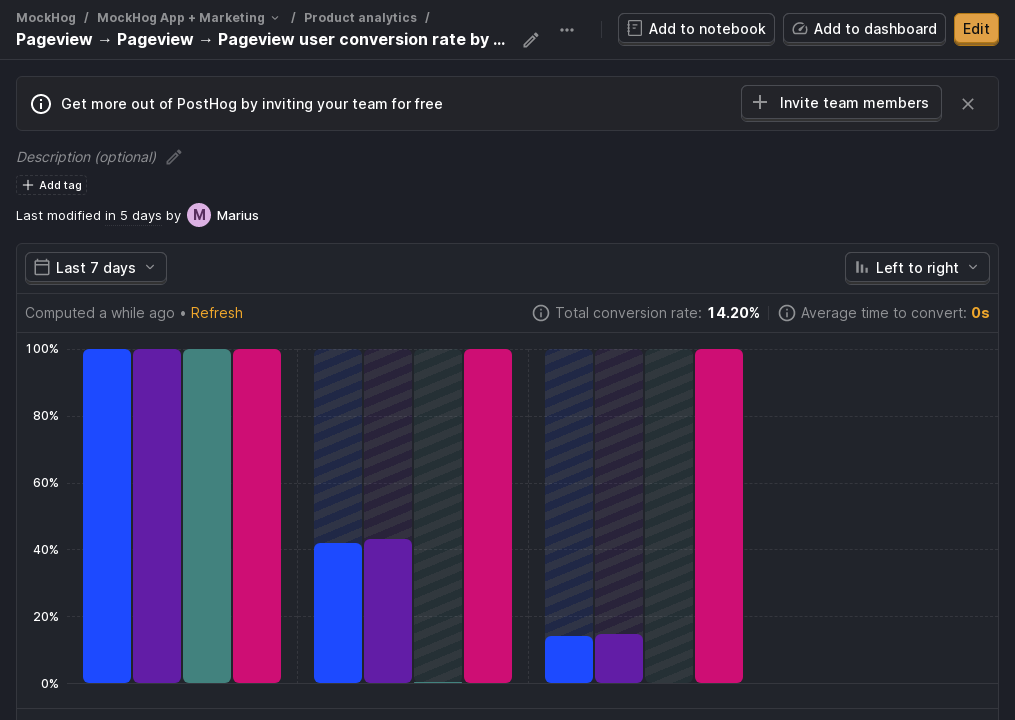 MockHog / MockHog App + Marketing / Product analytics /
Pageview → Pageview → Pageview user conversion rate by ...
Add to notebook
Add to dashboard
Edit
Get more out of PostHog by inviting your team for free
Invite team members
Description (optional)
Add tag
Last modified in 5 days by M Marius
Last 7 days
Left to right
Computed a while ago • Refresh
Total conversion rate: 14.20%
Average time to convert: 0s
100%
80%
60%
40%
20%
0%